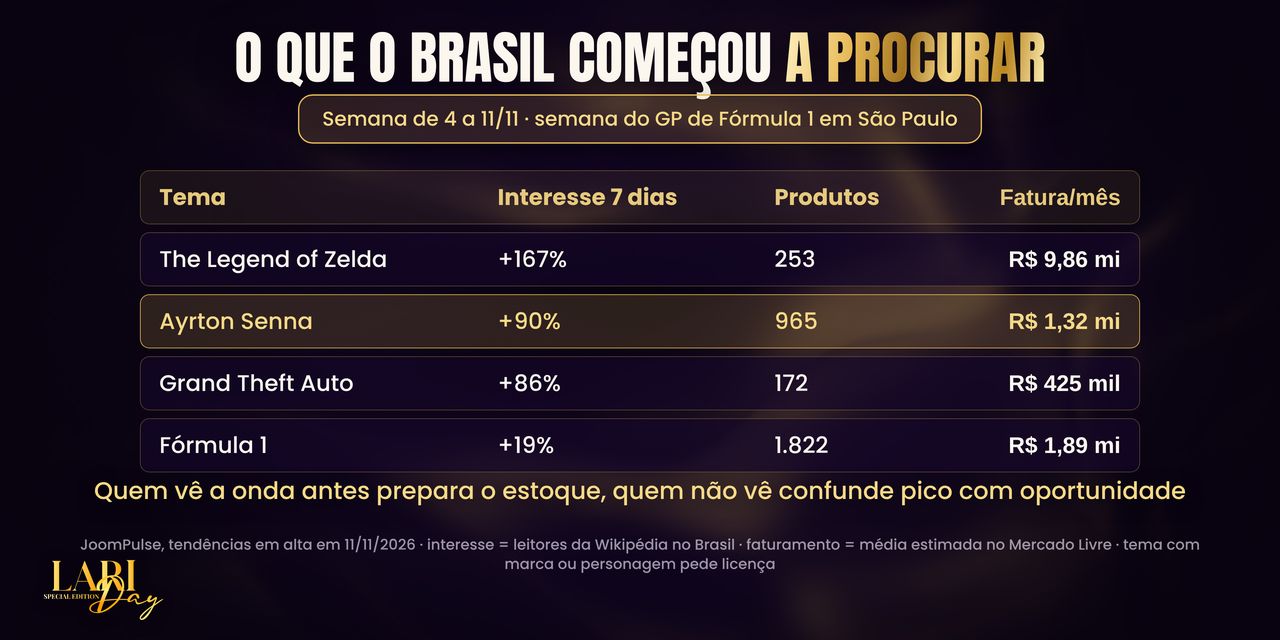 O QUE O BRASIL COMEÇOU A PROCURAR
Semana de 4 a 11/11 · semana do GP de Fórmula 1 em São Paulo
Tema Interesse 7 dias Produtos Fatura/mês
The Legend of Zelda +167% 253 R$ 9,86 mi
Ayrton Senna +90% 965 R$ 1,32 mi
Grand Theft Auto +86% 172 R$ 425 mil
Fórmula 1 +19% 1.822 R$ 1,89 mi
Quem vê a onda antes prepara o estoque, quem não vê confunde pico com oportunidade
JoomPulse, tendências em alta em 11/11/2026 · interesse = leitores da Wikipédia no Brasil · faturamento = média estimada no Mercado Livre · tema com
marca ou personagem pede licença
LABI
SPECIAL EDITION Day